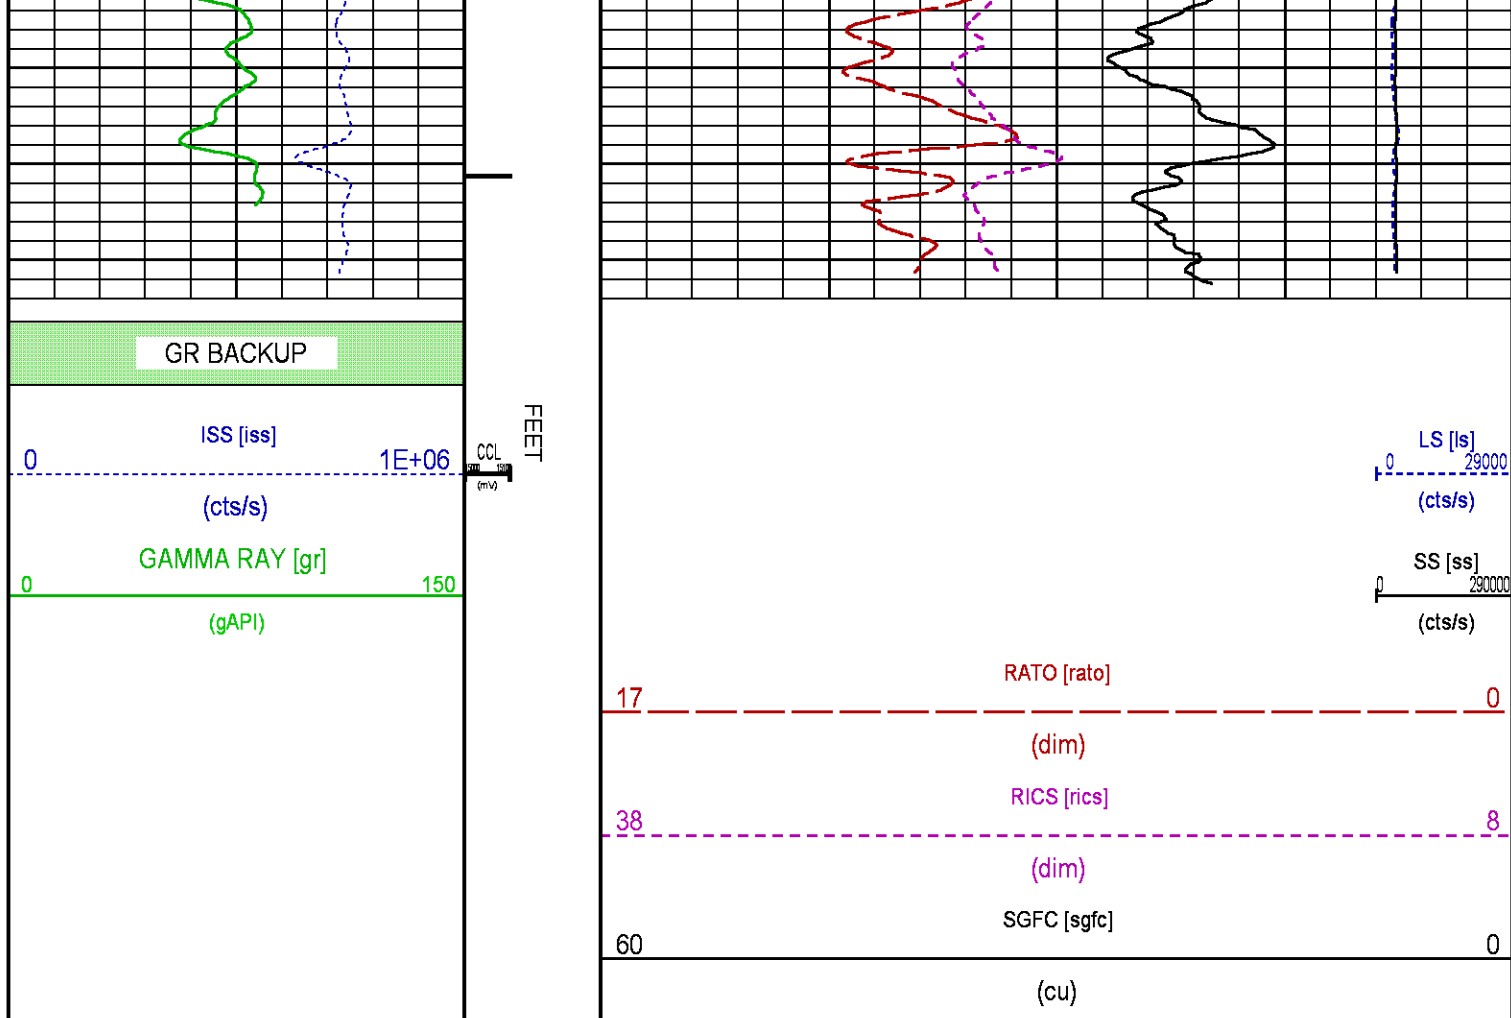 GR BACKUP
ISS [iss]
0 1E+06
(cts/s)
GAMMA RAY [gr]
0 150
(gAPI)
FEET
CCL
(mV)
LS [ls]
0 29000
(cts/s)
SS [ss]
0 290000
(cts/s)
RATO [rato]
17 0
(dim)
RICS [rics]
38 8
(dim)
SGFC [sgfc]
60 0
(cu)